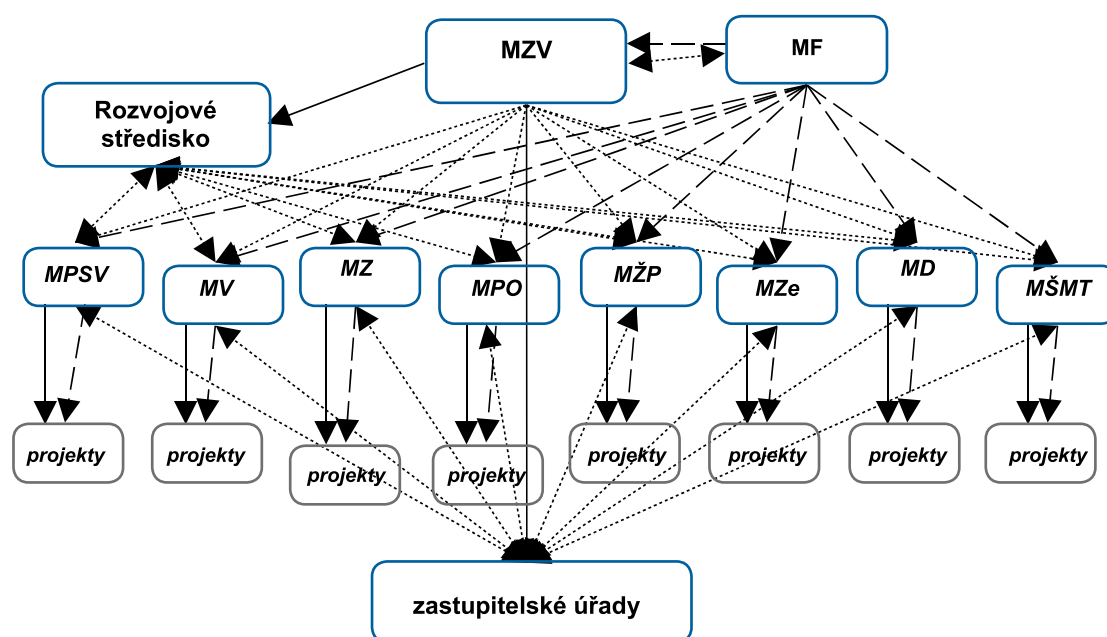 MZV
MF
Rozvojové
středisko
MPSV
MV
MZ
MPO
MŽP
MZe
MD
MŠMT
projekty
projekty
projekty
projekty
projekty
projekty
projekty
projekty
zastupitelské úřady